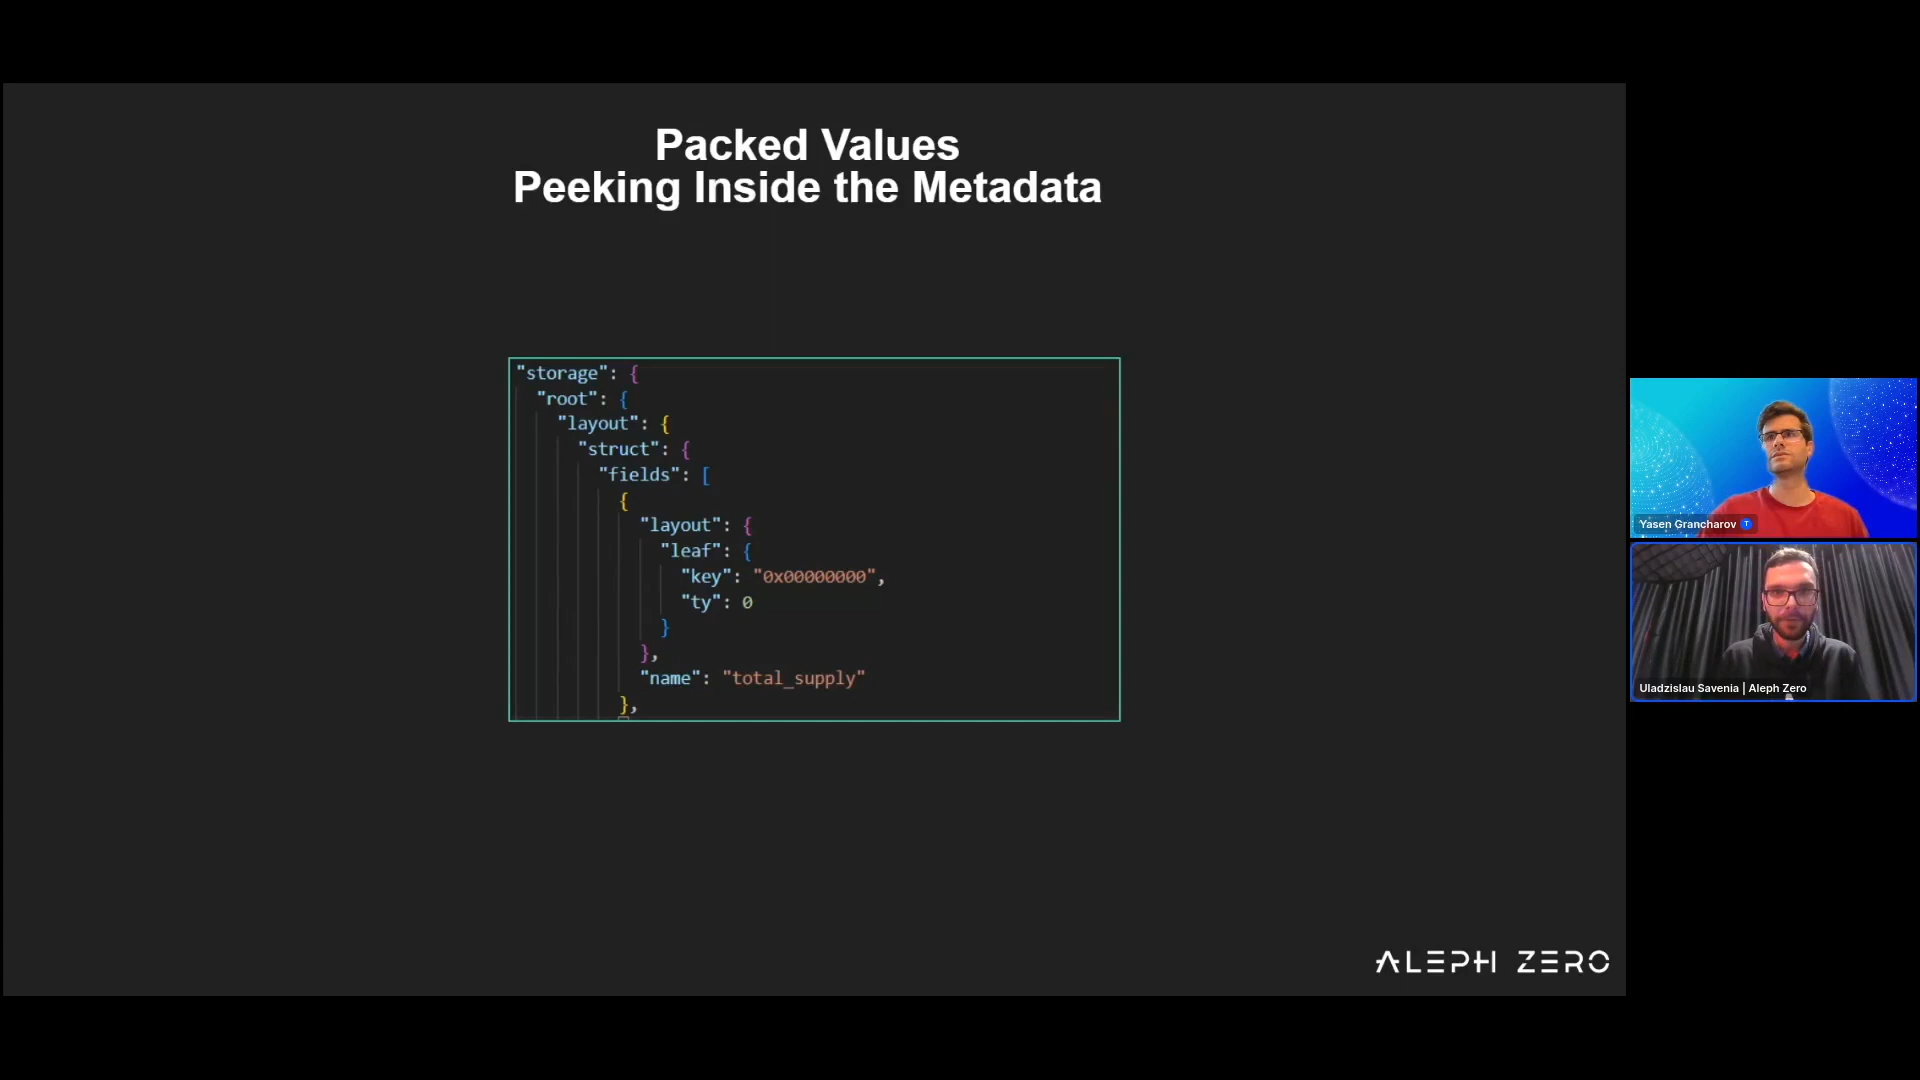 Packed Values
Peeking Inside the Metadata
"storage": {
"root": {
"layout": {
"struct": {
"fields": [
{
"layout": {
"leaf": {
"key": "0x00000000",
"ty": 0
}
},
"name": "total_supply"
},
ALEPH ZERO
Yasen Grancharov T
Uladzislau Savenia | Aleph Zero